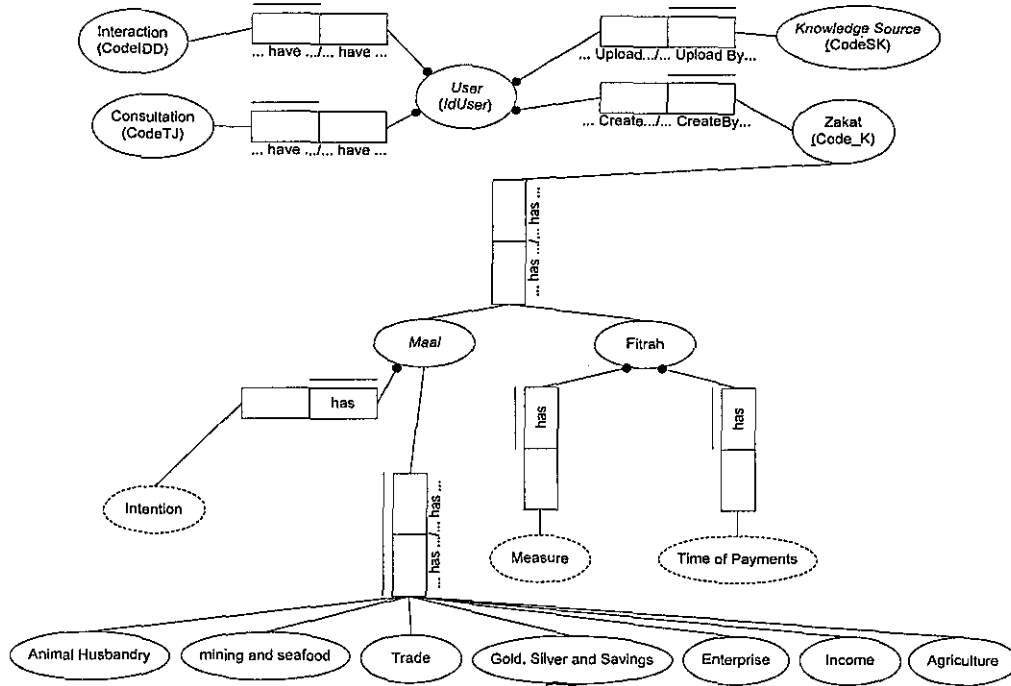 Interaction
(CodeIDD)
... have .../... have ...
User
(IdUser)
... Upload.../... Upload By...
Knowledge Source
(CodeSK)
Consultation
(CodeTJ)
... have .../... have ...
... Create.../... CreateBy...
Zakat
(Code_K)
... has .../... has ...
Maal
Fitrah
has
has
has
Intention
... has .../... has ...
Measure
Time of Payments
Animal Husbandry
mining and seafood
Trade
Gold, Silver and Savings
Enterprise
Income
Agriculture